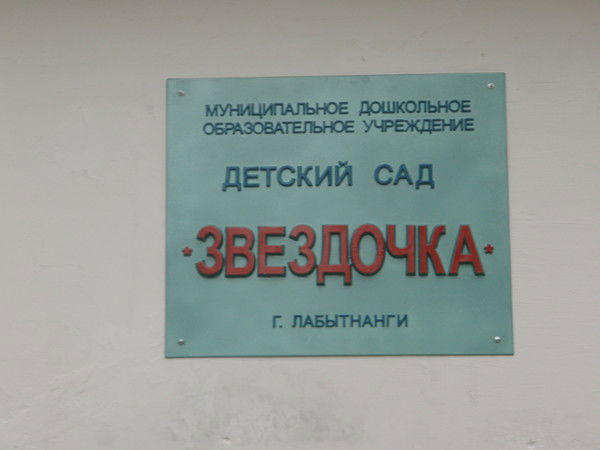 МУНИЦИПАЛЬНОЕ ДОШКОЛЬНОЕ
ОБРАЗОВАТЕЛЬНОЕ УЧРЕЖДЕНИЕ
ДЕТСКИЙ САД
*ЗВЕЗДОЧКА*
Г. ЛАБЫТНАНГИ